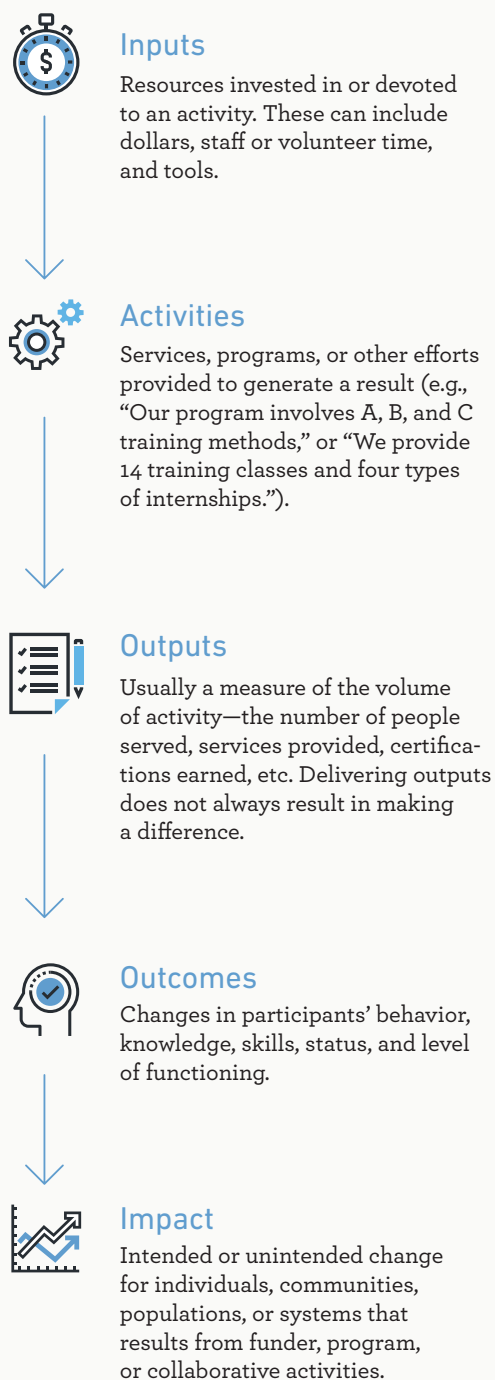 $
Inputs
Resources invested in or devoted
to an activity. These can include
dollars, staff or volunteer time,
and tools.
Activities
Services, programs, or other efforts
provided to generate a result (e.g.,
“Our program involves A, B, and C
training methods,” or “We provide
14 training classes and four types
of internships.”).
Outputs
Usually a measure of the volume
of activity—the number of people
served, services provided, certifica-
tions earned, etc. Delivering outputs
does not always result in making
a difference.
Outcomes
Changes in participants’ behavior,
knowledge, skills, status, and level
of functioning.
Impact
Intended or unintended change
for individuals, communities,
populations, or systems that
results from funder, program,
or collaborative activities.